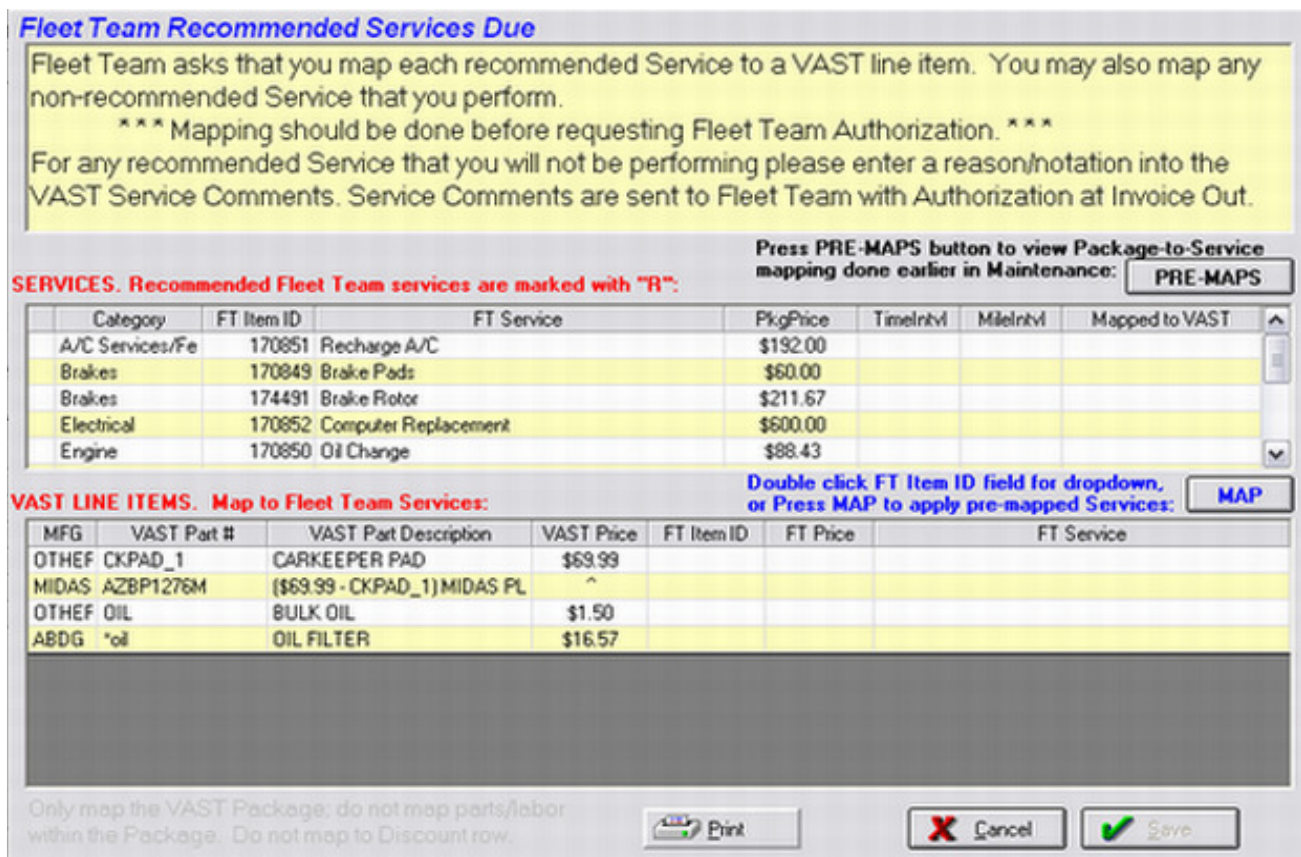 Fleet Team Recommended Services Due
Fleet Team asks that you map each recommended Service to a VAST line item. You may also map any
non-recommended Service that you perform.
*** Mapping should be done before requesting Fleet Team Authorization. ***
For any recommended Service that you will not be performing please enter a reason/notation into the
VAST Service Comments. Service Comments are sent to Fleet Team with Authorization at Invoice Out.
Press PRE-MAPS button to view Package-to-Service
mapping done earlier in Maintenance: PRE-MAPS
SERVICES. Recommended Fleet Team services are marked with "R":
Category FT Item ID FT Service PkgPrice TimeIntvl MileIntvl Mapped to VAST
A/C Services/Fe 170851 Recharge A/C $192.00
Brakes 170849 Brake Pads $60.00
Brakes 174491 Brake Rotor $211.67
Electrical 170852 Computer Replacement $600.00
Engine 170850 Oil Change $88.43
Double click FT Item ID field for dropdown,
or Press MAP to apply pre-mapped Services: MAP
VAST LINE ITEMS. Map to Fleet Team Services:
MFG VAST Part # VAST Part Description VAST Price FT Item ID FT Price FT Service
OTHEF CKPAD_1 CARKEEPER PAD $69.99
MIDAS AZBP1276M ($69.99 - CKPAD_1) MIDAS PL ^
OTHEF OIL BULK OIL $1.50
ABDG *oil OIL FILTER $16.57
Only map the VAST Package; do not map parts/labor
within the Package. Do not map to Discount row.
Print Cancel Save